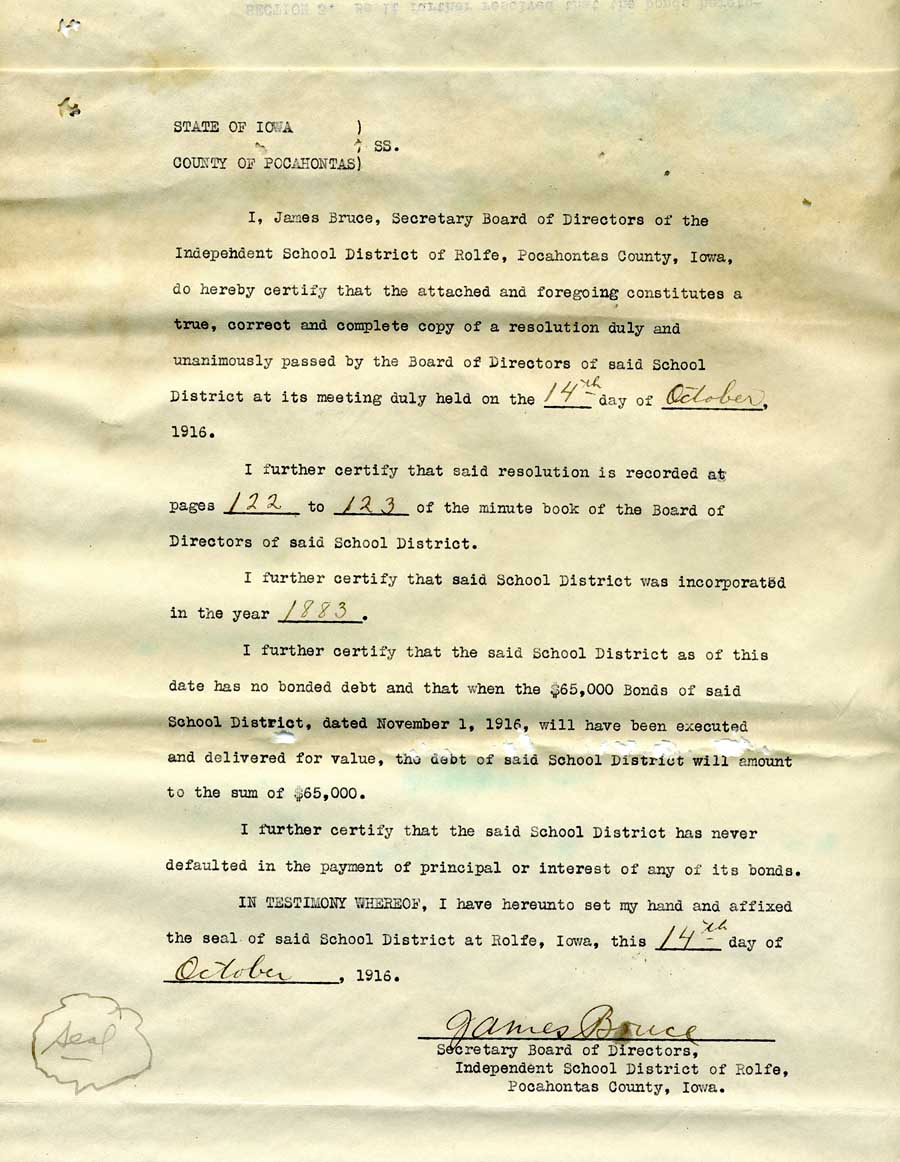 SECTION 3. Be it further resolved that the bonds hereto-
STATE OF IOWA )
) SS.
COUNTY OF POCAHONTAS)
I, James Bruce, Secretary Board of Directors of the
Indepehdent School District of Rolfe, Pocahontas County, Iowa,
do hereby certify that the attached and foregoing constitutes a
true, correct and complete copy of a resolution duly and
unanimously passed by the Board of Directors of said School
District at its meeting duly held on the 14th day of October,
1916.
I further certify that said resolution is recorded at
pages 122 to 123 of the minute book of the Board of
Directors of said School District.
I further certify that said School District was incorporated
in the year 1883.
I further certify that the said School District as of this
date has no bonded debt and that when the $65,000 Bonds of said
School District, dated November 1, 1916, will have been executed
and delivered for value, the debt of said School District will amount
to the sum of $65,000.
I further certify that the said School District has never
defaulted in the payment of principal or interest of any of its bonds.
IN TESTIMONY WHEREOF, I have hereunto set my hand and affixed
the seal of said School District at Rolfe, Iowa, this 14th day of
October, 1916.
James Bruce
Secretary Board of Directors,
Independent School District of Rolfe,
Pocahontas County, Iowa.
Seal